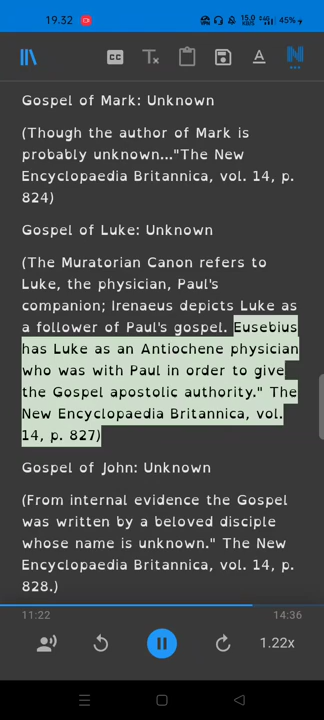 19.32
15.0
KB/S
45%
CC
Gospel of Mark: Unknown
(Though the author of Mark is
probably unknown..."The New
Encyclopaedia Britannica, vol. 14, p.
824)
Gospel of Luke: Unknown
(The Muratorian Canon refers to
Luke, the physician, Paul's
companion; Irenaeus depicts Luke as
a follower of Paul's gospel. Eusebius
has Luke as an Antiochene physician
who was with Paul in order to give
the Gospel apostolic authority." The
New Encyclopaedia Britannica, vol.
14, p. 827)
Gospel of John: Unknown
(From internal evidence the Gospel
was written by a beloved disciple
whose name is unknown." The New
Encyclopaedia Britannica, vol. 14, p.
828.)
11:22
14:36
1.22x